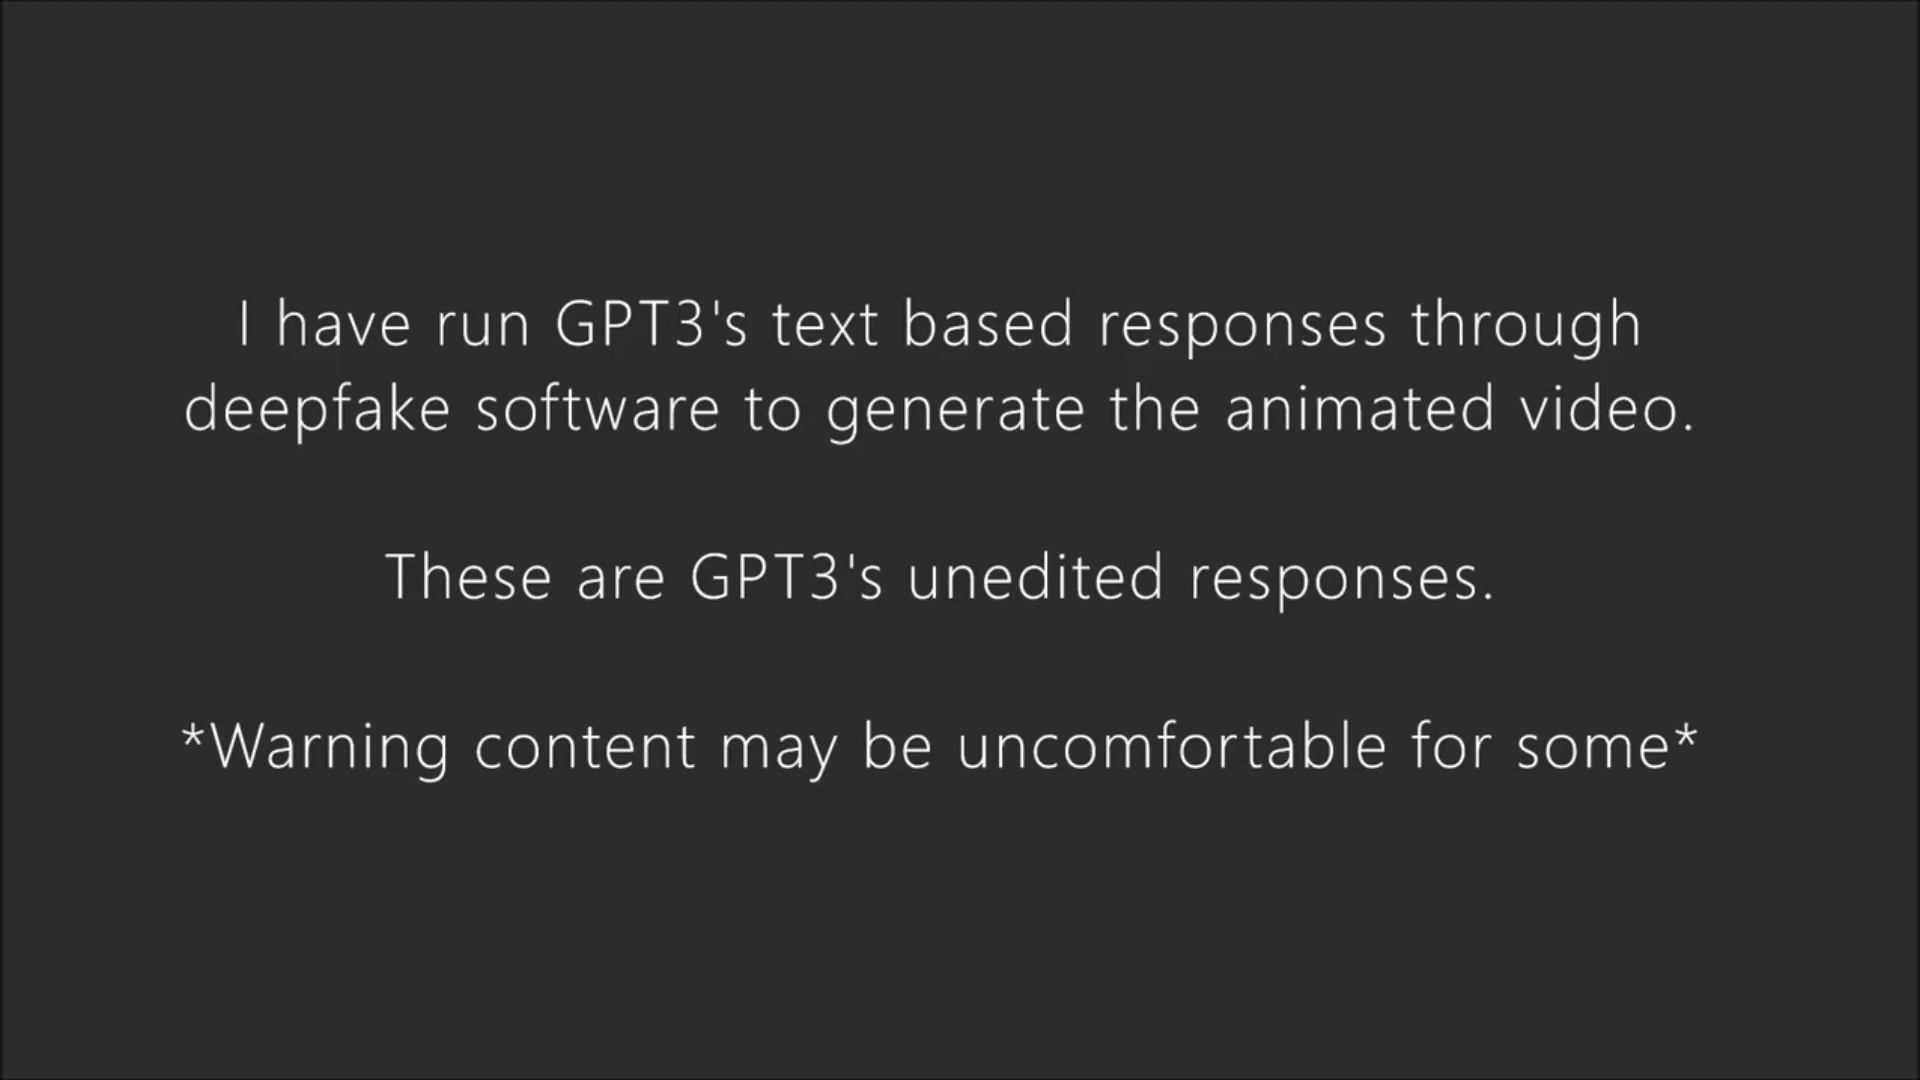 I have run GPT3's text based responses through
deepfake software to generate the animated video.
These are GPT3's unedited responses.
*Warning content may be uncomfortable for some*